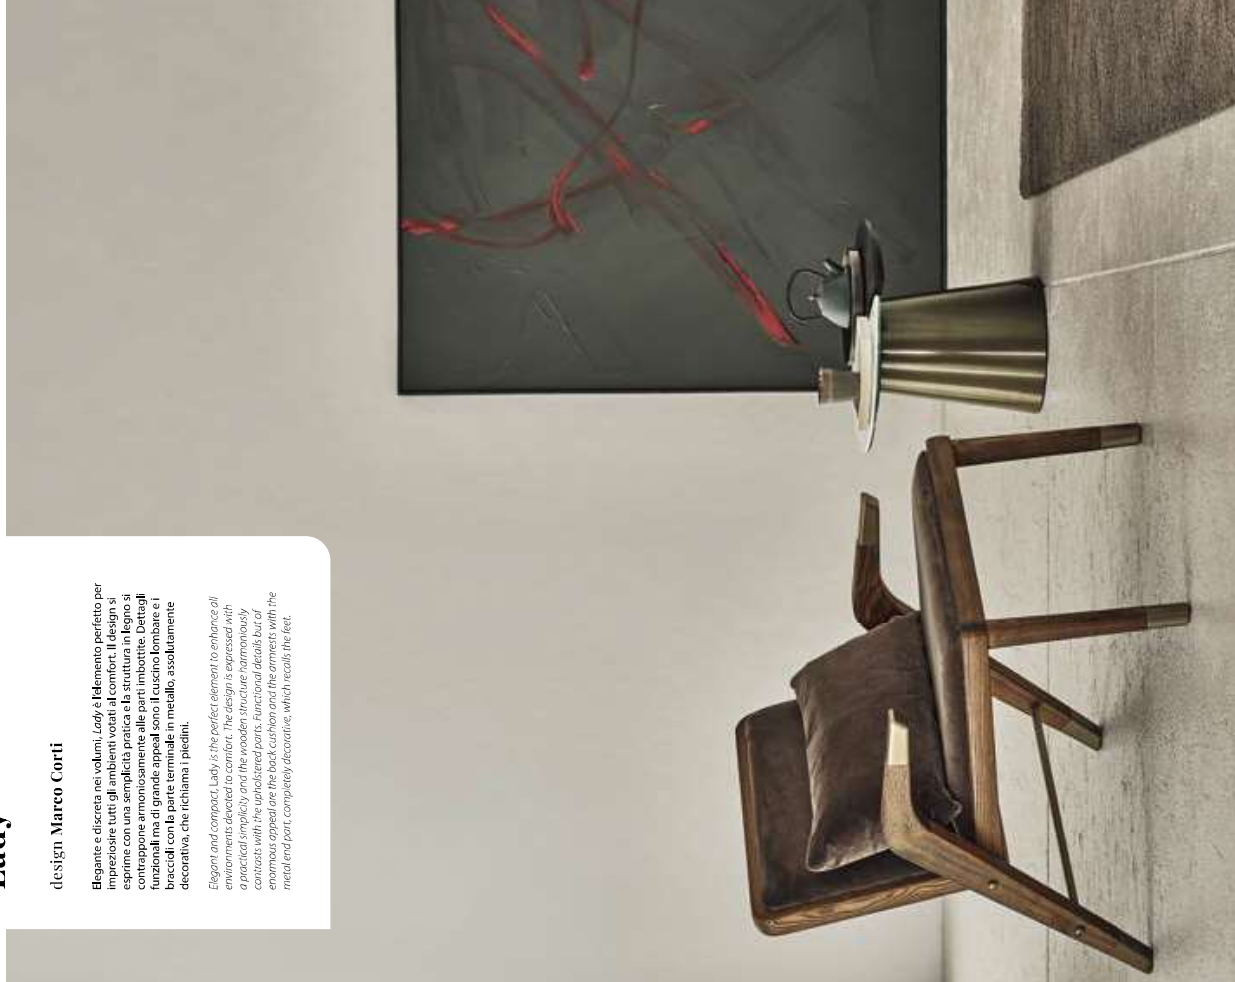 Lady
design Marco Corti
Elegante e discreta nei volumi, Lady è l'elemento perfetto per
impreziosire tutti gli ambienti votati al comfort. Il design si
esprime con una semplicità pratica e la struttura in legno si
contrappone armoniosamente alle parti imbottite. Dettagli
funzionali ma di grande appeal sono il cuscino lombare e i
braccioli con la parte terminale in metallo, assolutamente
decorativa, che richiama i piedini.
Elegant and compact, Lady is the perfect element to enhance all
environments devoted to comfort. The design is expressed with
a practical simplicity and the wooden structure harmoniously
contrasts with the upholstered parts. Functional details but of
enormous appeal are the back cushion and the armrests with the
metal end part, completely decorative, which recalls the feet.